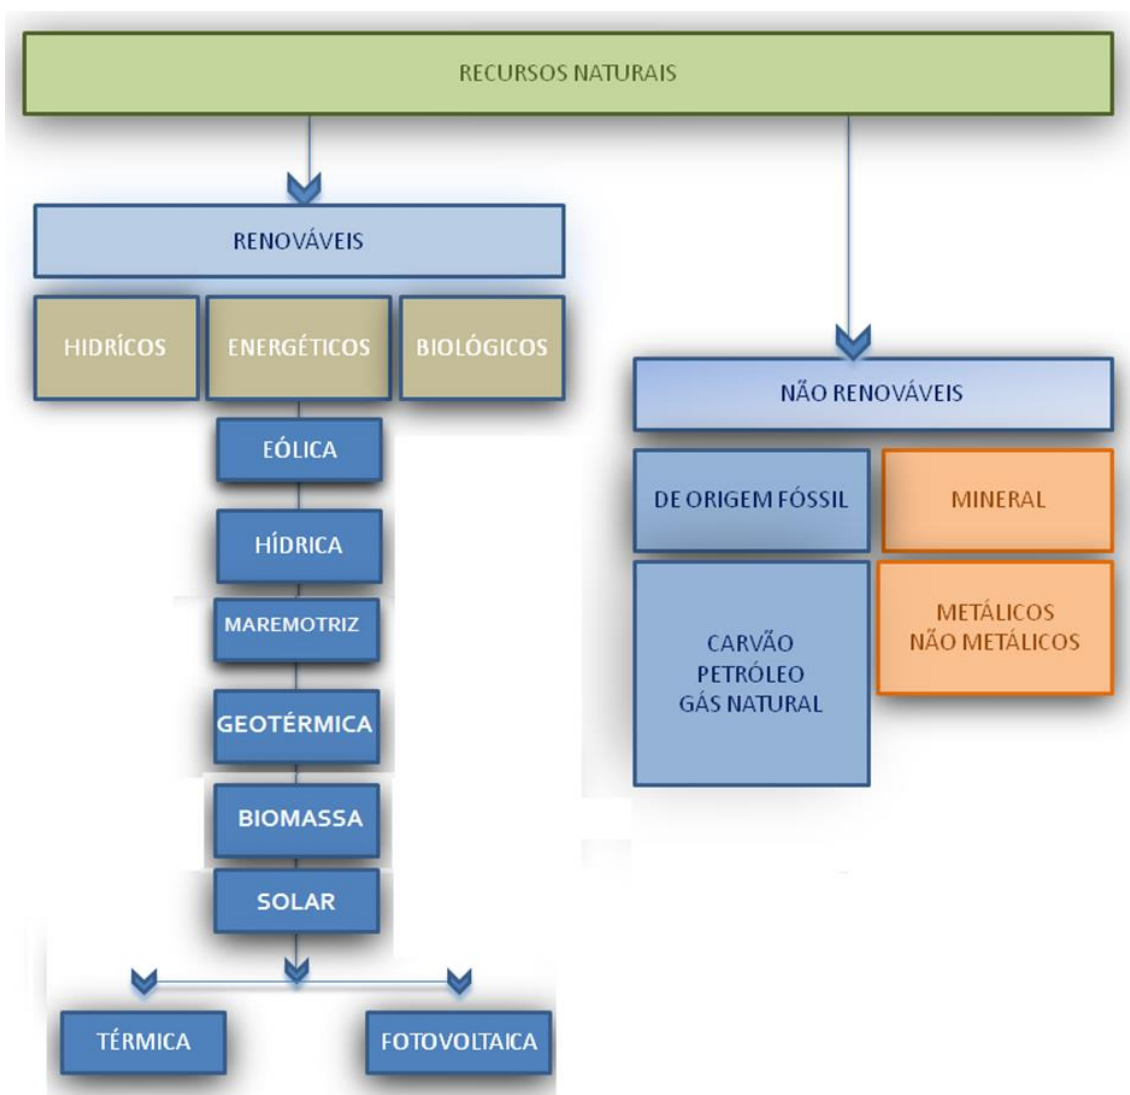 RECURSOS NATURAIS
RENOVÁVEIS
HIDRÍCOS
ENERGÉTICOS
BIOLÓGICOS
EÓLICA
HÍDRICA
MAREMOTRIZ
GEOTÉRMICA
BIOMASSA
SOLAR
TÉRMICA
FOTOVOLTAICA
NÃO RENOVÁVEIS
DE ORIGEM FÓSSIL
MINERAL
CARVÃO
PETRÓLEO
GÁS NATURAL
METÁLICOS
NÃO METÁLICOS